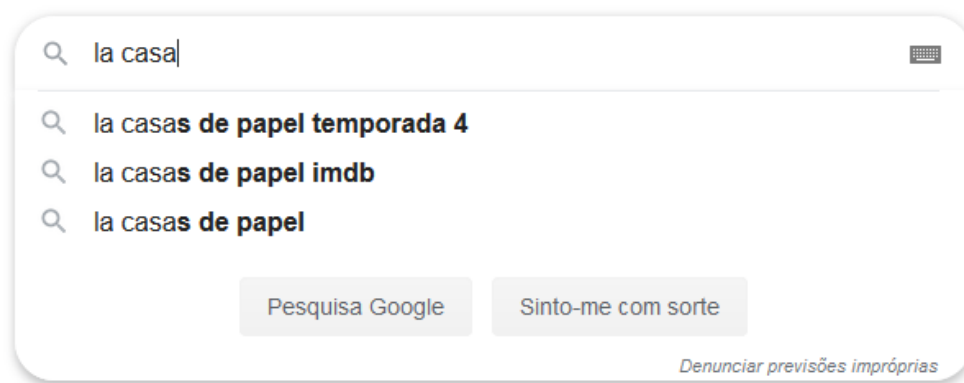 la casa
la casas de papel temporada 4
la casas de papel imdb
la casas de papel
Pesquisa Google Sinto-me com sorte
Denunciar previsões impróprias